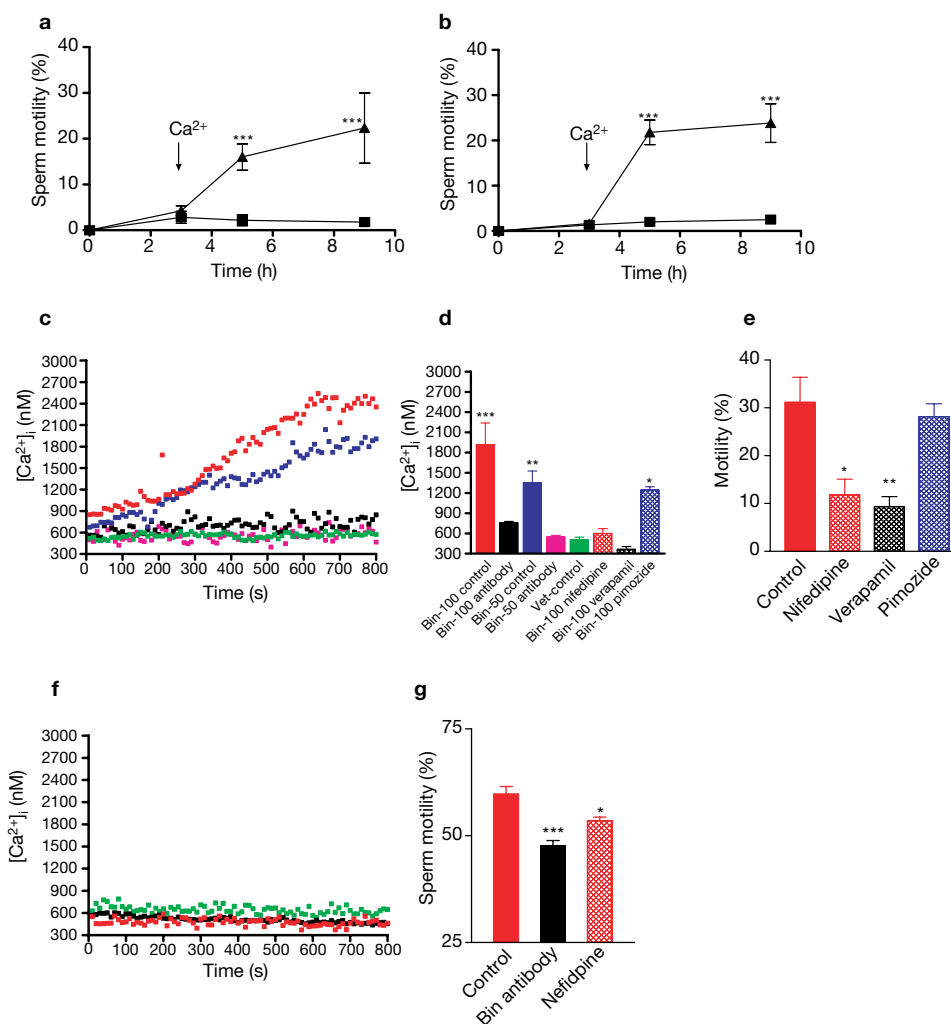 a
Sperm motility (%)
40
30
20
10
0
Ca²⁺
***
***
0 2 4 6 8 10
Time (h)
b
Sperm motility (%)
40
30
20
10
0
Ca²⁺
***
***
0 2 4 6 8 10
Time (h)
c
[Ca²⁺]i (nM)
3000
2700
2400
2100
1800
1500
1200
900
600
300
0 100 200 300 400 500 600 700 800
Time (s)
d
[Ca²⁺]i (nM)
3000
2700
2400
2100
1800
1500
1200
900
600
300
***
**
*
Bin-100 control
Bin-100 antibody
Bin-50 control
Bin-50 antibody
Vet-control
Bin-100 nifedipine
Bin-100 verapamil
Bin-100 pimozide
e
Motility (%)
40
30
20
10
0
*
**
Control
Nifedipine
Verapamil
Pimozide
f
[Ca²⁺]i (nM)
3000
2700
2400
2100
1800
1500
1200
900
600
300
0 100 200 300 400 500 600 700 800
Time (s)
g
Sperm motility (%)
75
50
25
***
*
Control
Bin antibody
Nefidpine